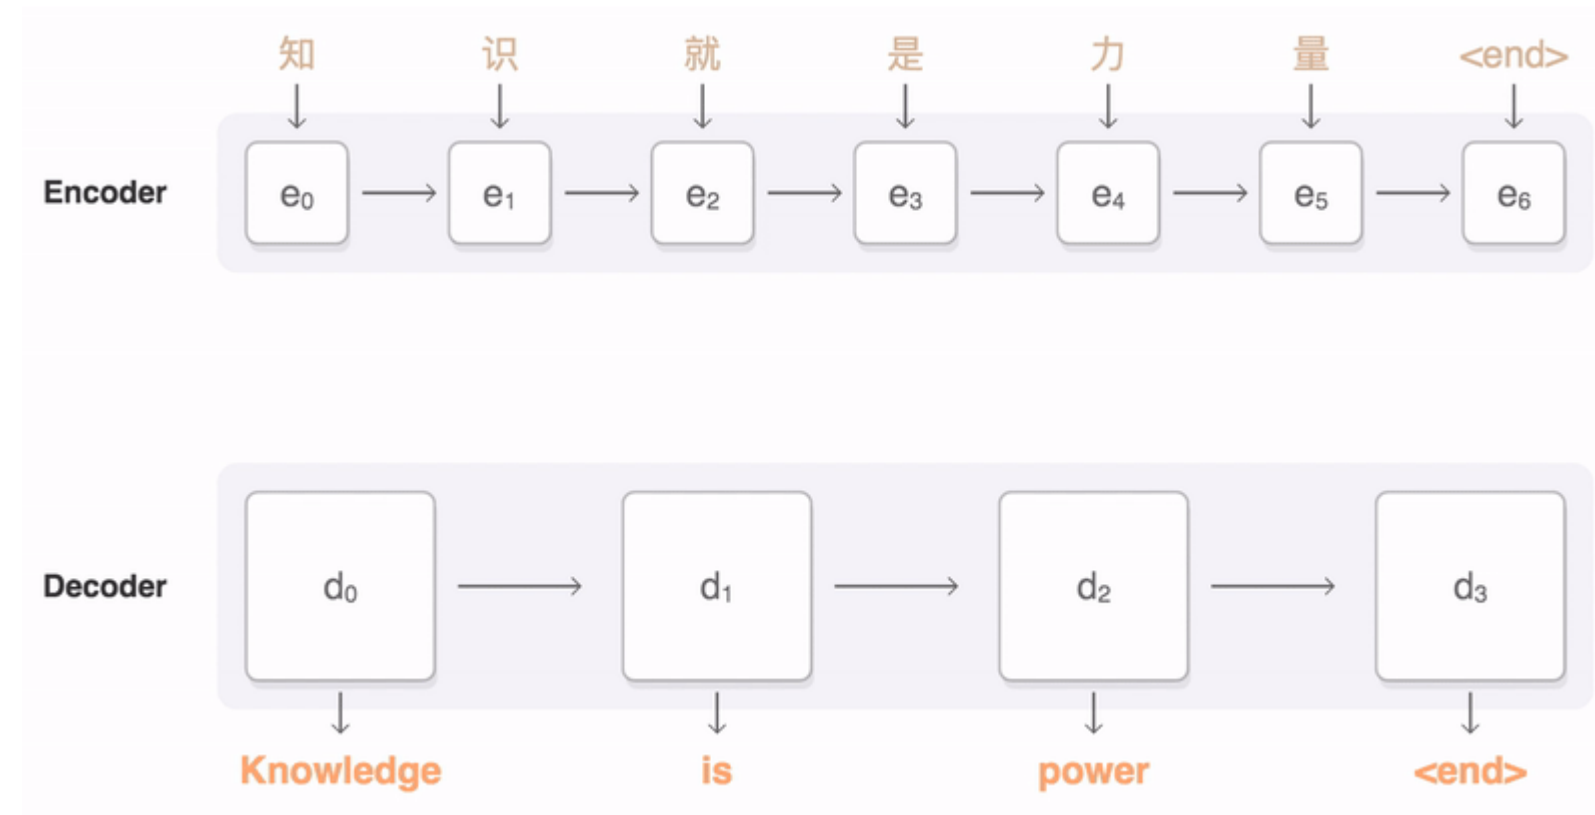 知 识 就 是 力 量 <end>
Encoder e₀ e₁ e₂ e₃ e₄ e₅ e₆
Decoder d₀ d₁ d₂ d₃
Knowledge is power <end>